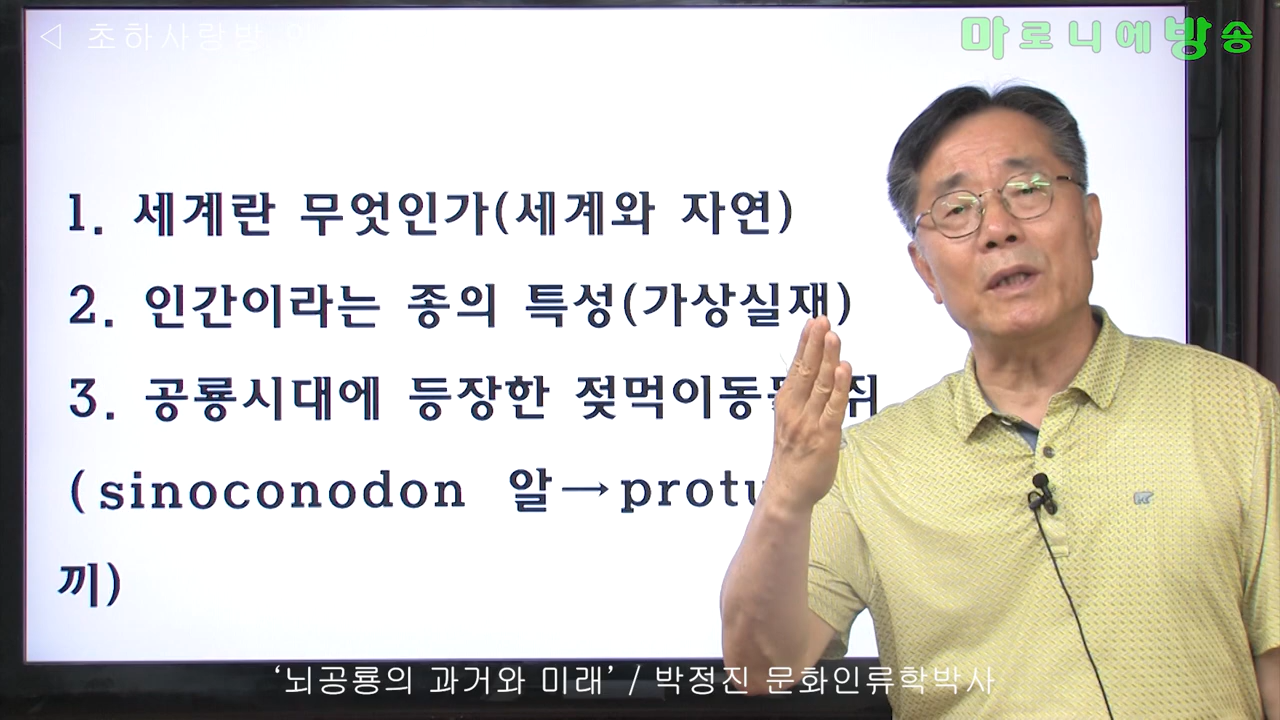 ◁ 초하사랑방
마로니에방송
1. 세계란 무엇인가(세계와 자연)
2. 인간이라는 종의 특성(가상실재)
3. 공룡시대에 등장한 젖먹이동물 쥐
(sinoconodon 알→protu
끼)
‘뇌공룡의 과거와 미래’ / 박정진 문화인류학박사